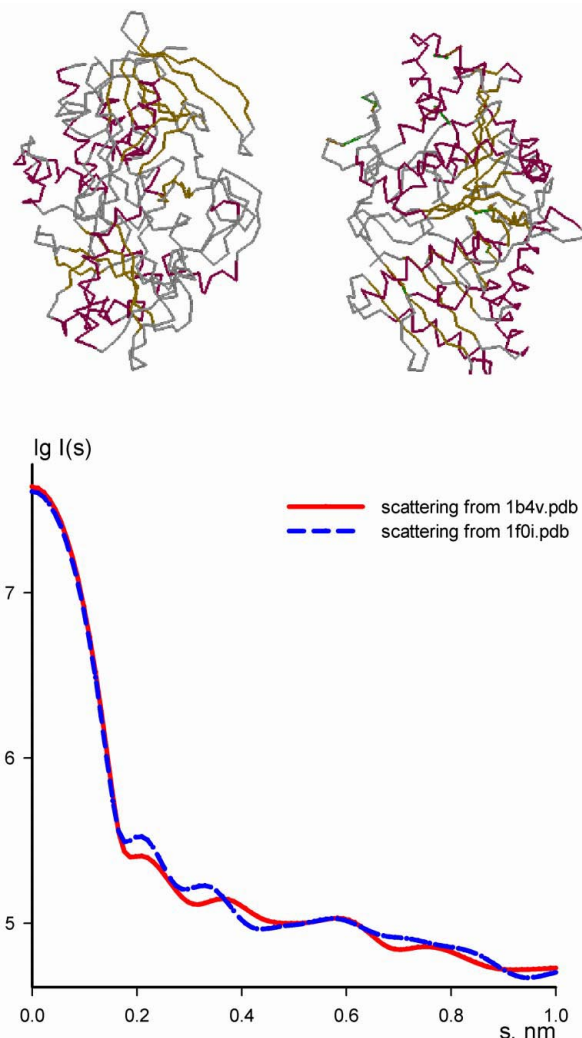 lg I(s)
scattering from 1b4v.pdb
scattering from 1f0i.pdb
7
6
5
0.0 0.2 0.4 0.6 0.8 1.0
s, nm